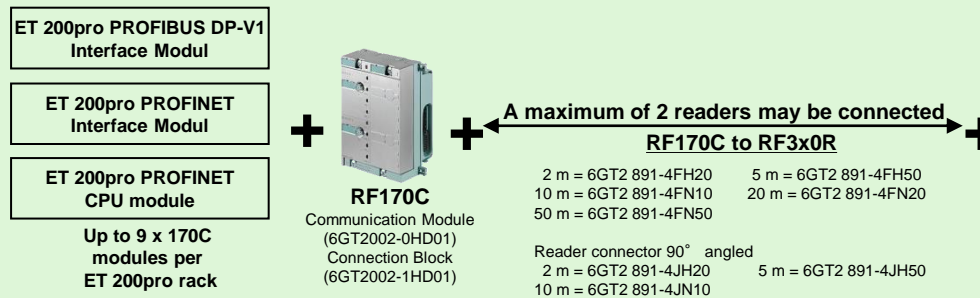 ET 200pro PROFIBUS DP-V1
Interface Modul
ET 200pro PROFINET
Interface Modul
ET 200pro PROFINET
CPU module
Up to 9 x 170C
modules per
ET 200pro rack
+
RF170C
Communication Module
(6GT2002-0HD01)
Connection Block
(6GT2002-1HD01)
+
A maximum of 2 readers may be connected
RF170C to RF3x0R
2 m = 6GT2 891-4FH20 5 m = 6GT2 891-4FH50
10 m = 6GT2 891-4FN10 20 m = 6GT2 891-4FN20
50 m = 6GT2 891-4FN50
Reader connector 90° angled
2 m = 6GT2 891-4JH20 5 m = 6GT2 891-4JH50
10 m = 6GT2 891-4JN10
+